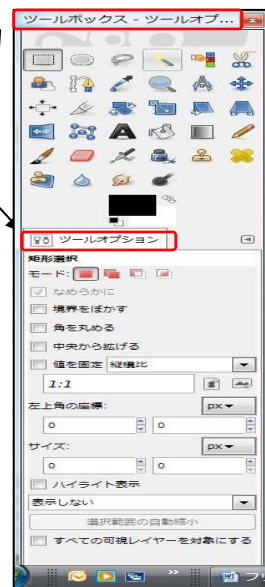 ツールボックス - ツールオプ...
ツールオプション
矩形選択
モード:
なめらかに
境界をぼかす
角を丸める
中央から拡げる
値を固定 縦横比
1:1
左上角の座標: px
0 0
サイズ: px
0 0
ハイライト表示
表示しない
選択範囲の自動縮小
すべての可視レイヤーを対象にする